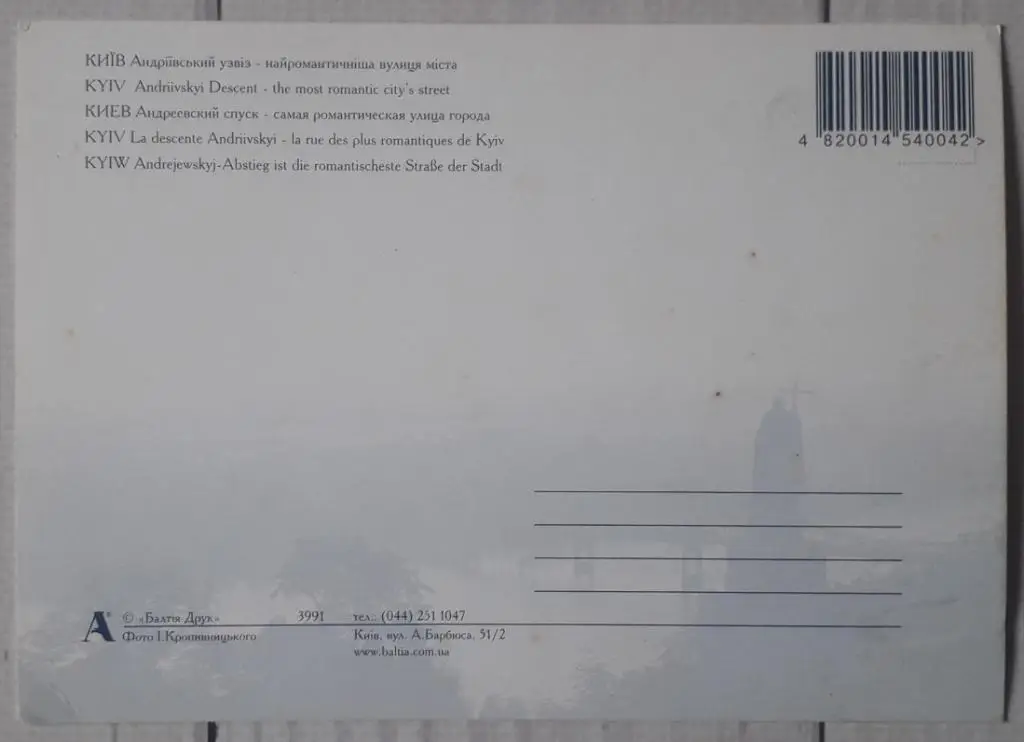 КИЇВ Андріївський узвіз - найромантичніша вулиця міста
KYIV Andriivskyi Descent - the most romantic city's street
КИЕВ Андреевский спуск - самая романтическая улица города
KYIV La descente Andriivskyi - la rue des plus romantiques de Kyiv
KYIW Andrejewskyj-Abstieg ist die romantischeste Straße der Stadt
4 820014 540042 >
A
© «Балтія Друк» 3991 тел.: (044) 251 1047
Фото І.Кропивницького Київ, вул. А.Барбюса, 51/2
www.baltia.com.ua